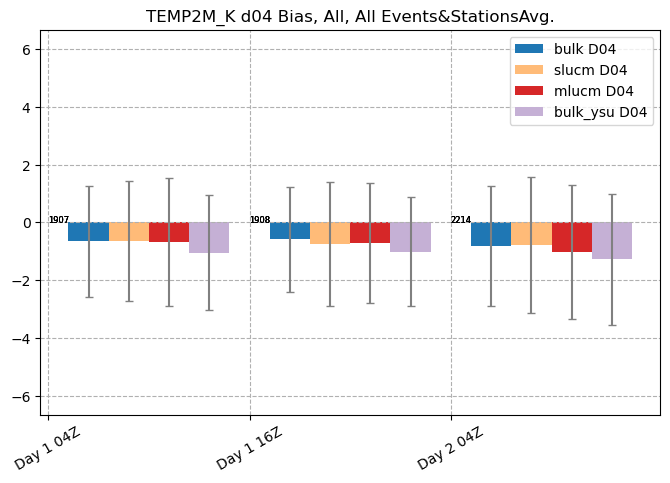 TEMP2M_K d04 Bias, All, All Events&StationsAvg.
bulk D04
slucm D04
mlucm D04
bulk_ysu D04
6
4
2
0
−2
−4
−6
1907
1908
2214
Day 1 04Z
Day 1 16Z
Day 2 04Z